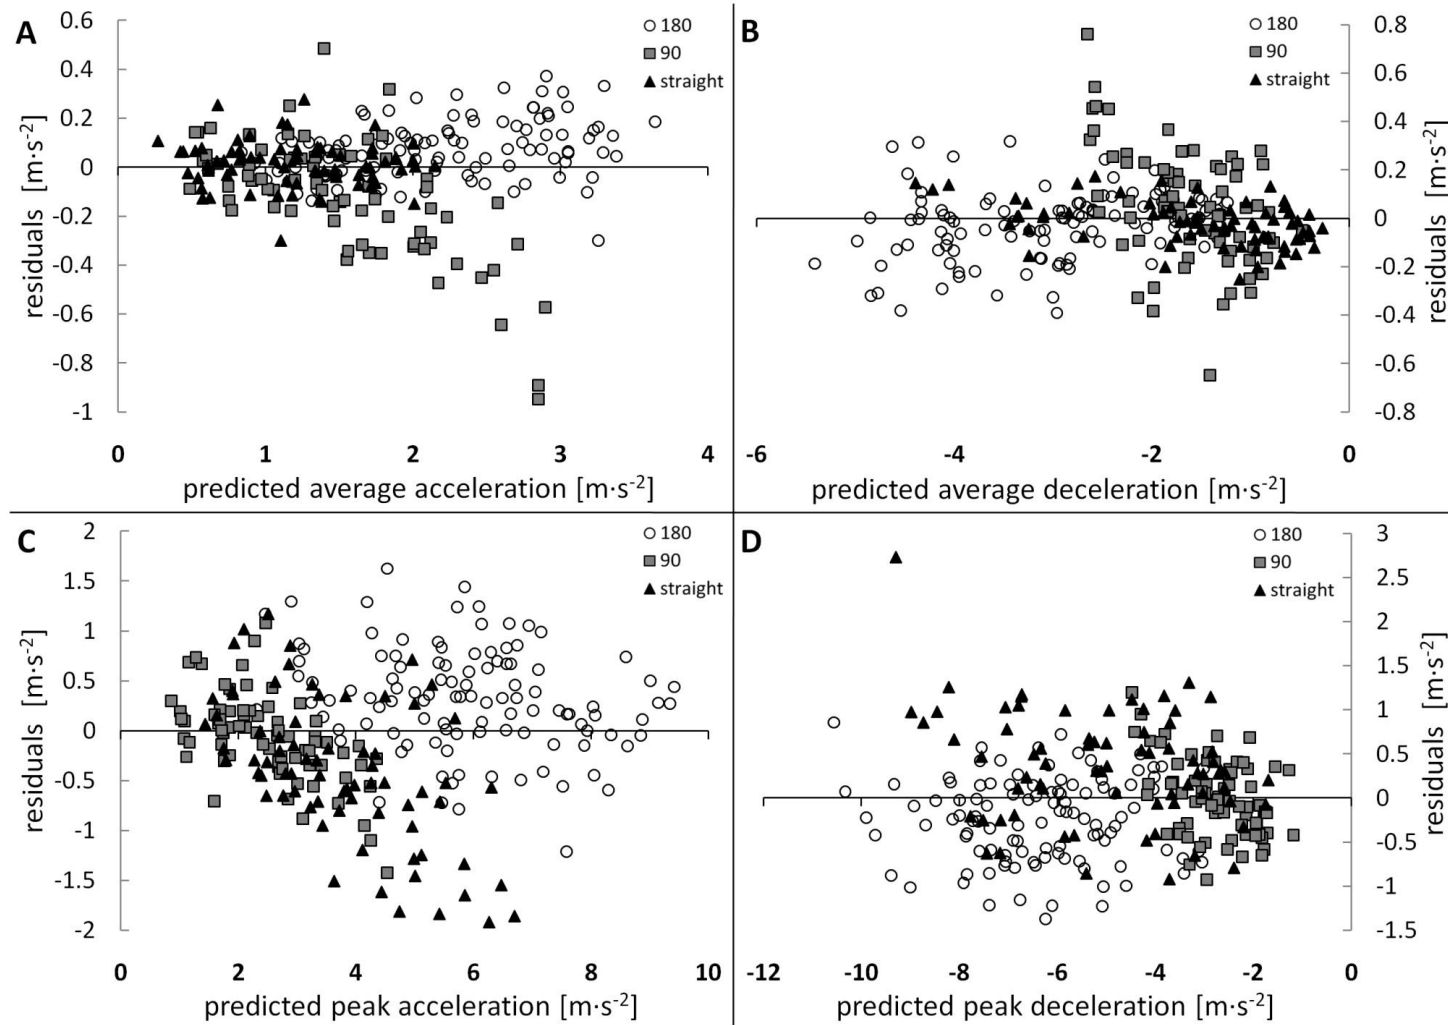 A
0.6
0.4
0.2
0
-0.2
-0.4
-0.6
-0.8
-1
residuals [m·s-2]
0 1 2 3 4
predicted average acceleration [m·s-2]
180
90
straight
B
180
90
straight
0.8
0.6
0.4
0.2
0
-0.2
-0.4
-0.6
-0.8
residuals [m·s-2]
-6 -4 -2 0
predicted average deceleration [m·s-2]
C
2
1.5
1
0.5
0
-0.5
-1
-1.5
-2
residuals [m·s-2]
0 2 4 6 8 10
predicted peak acceleration [m·s-2]
180
90
straight
D
180
90
straight
3
2.5
2
1.5
1
0.5
0
-0.5
-1
-1.5
residuals [m·s-2]
-12 -10 -8 -6 -4 -2 0
predicted peak deceleration [m·s-2]